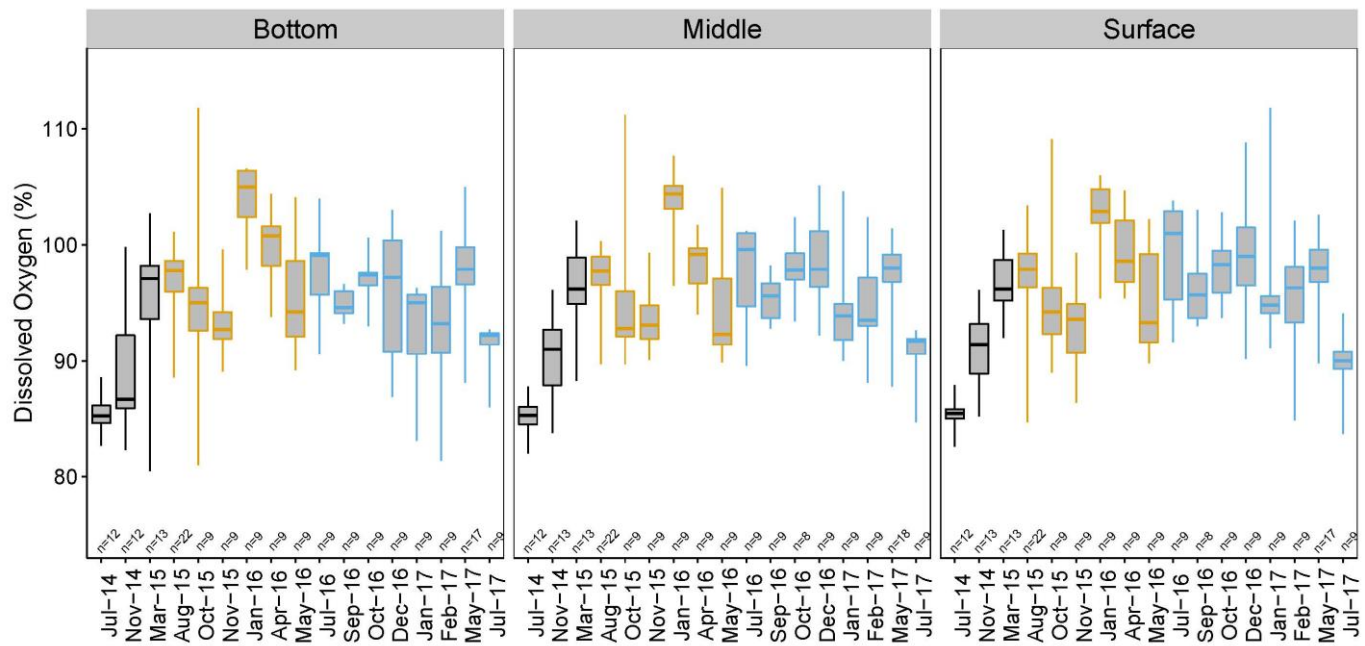 Bottom Middle Surface
Dissolved Oxygen (%)
110
100
90
80
n=12 n=12 n=13 n=22 n=9 n=9 n=9 n=9 n=9 n=9 n=9 n=9 n=9 n=9 n=9 n=17 n=9
n=12 n=13 n=13 n=22 n=9 n=9 n=9 n=9 n=9 n=9 n=9 n=8 n=9 n=9 n=9 n=18 n=9
n=12 n=13 n=13 n=22 n=9 n=9 n=9 n=9 n=9 n=9 n=8 n=9 n=9 n=9 n=9 n=17 n=9
Jul-14 Nov-14 Mar-15 Aug-15 Oct-15 Nov-15 Jan-16 Apr-16 May-16 Jul-16 Sep-16 Oct-16 Dec-16 Jan-17 Feb-17 May-17 Jul-17
Jul-14 Nov-14 Mar-15 Aug-15 Oct-15 Nov-15 Jan-16 Apr-16 May-16 Jul-16 Sep-16 Oct-16 Dec-16 Jan-17 Feb-17 May-17 Jul-17
Jul-14 Nov-14 Mar-15 Aug-15 Oct-15 Nov-15 Jan-16 Apr-16 May-16 Jul-16 Sep-16 Oct-16 Dec-16 Jan-17 Feb-17 May-17 Jul-17